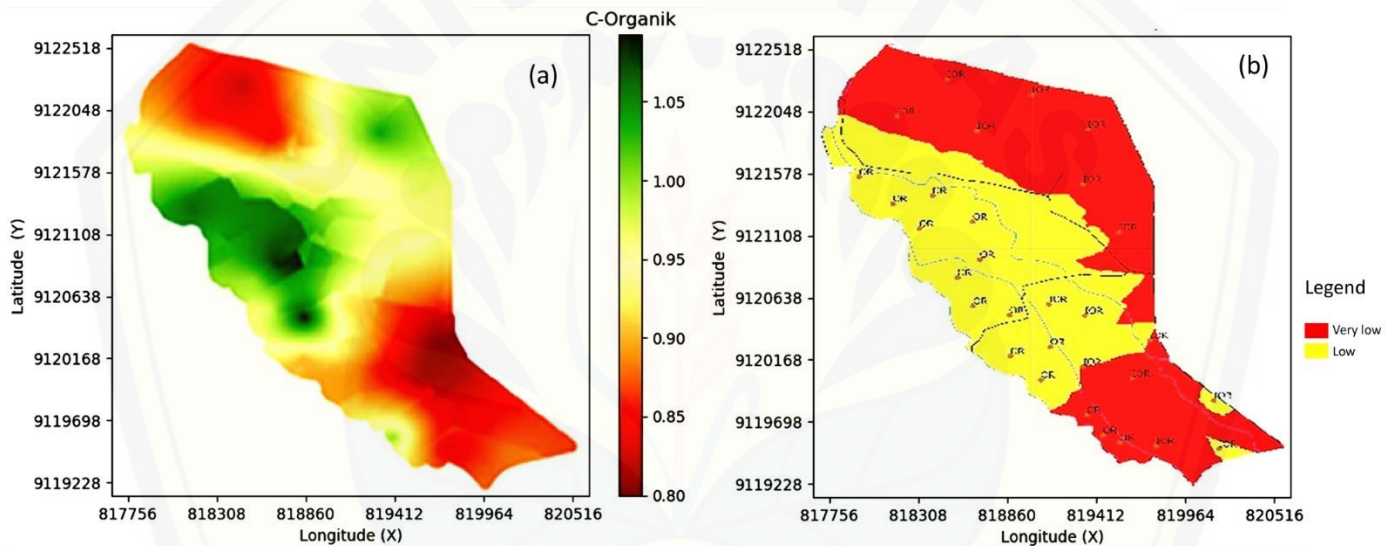 C-Organik
(a)
9122518
9122048
9121578
9121108
9120638
9120168
9119698
9119228
Latitude (Y)
817756 818308 818860 819412 819964 820516
Longitude (X)
1.05
1.00
0.95
0.90
0.85
0.80
(b)
9122518
9122048
9121578
9121108
9120638
9120168
9119698
9119228
Latitude (Y)
817756 818308 818860 819412 819964 820516
Longitude (X)
Legend
Very low
Low